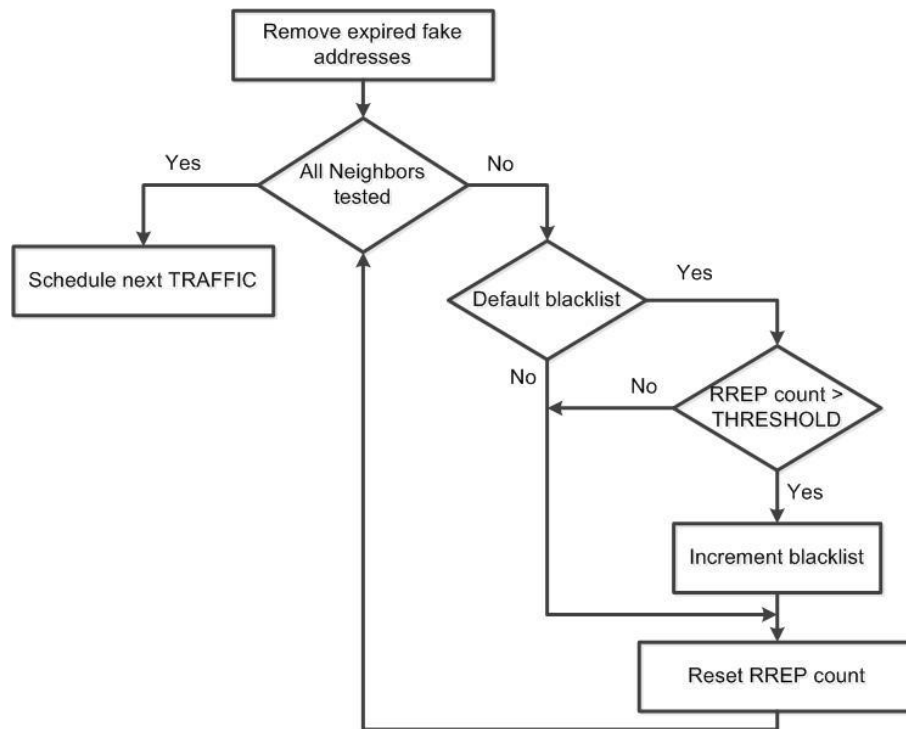 Remove expired fake
addresses
Yes
All Neighbors
tested
No
Schedule next TRAFFIC
Default blacklist
Yes
No
No
RREP count >
THRESHOLD
Yes
Increment blacklist
Reset RREP count